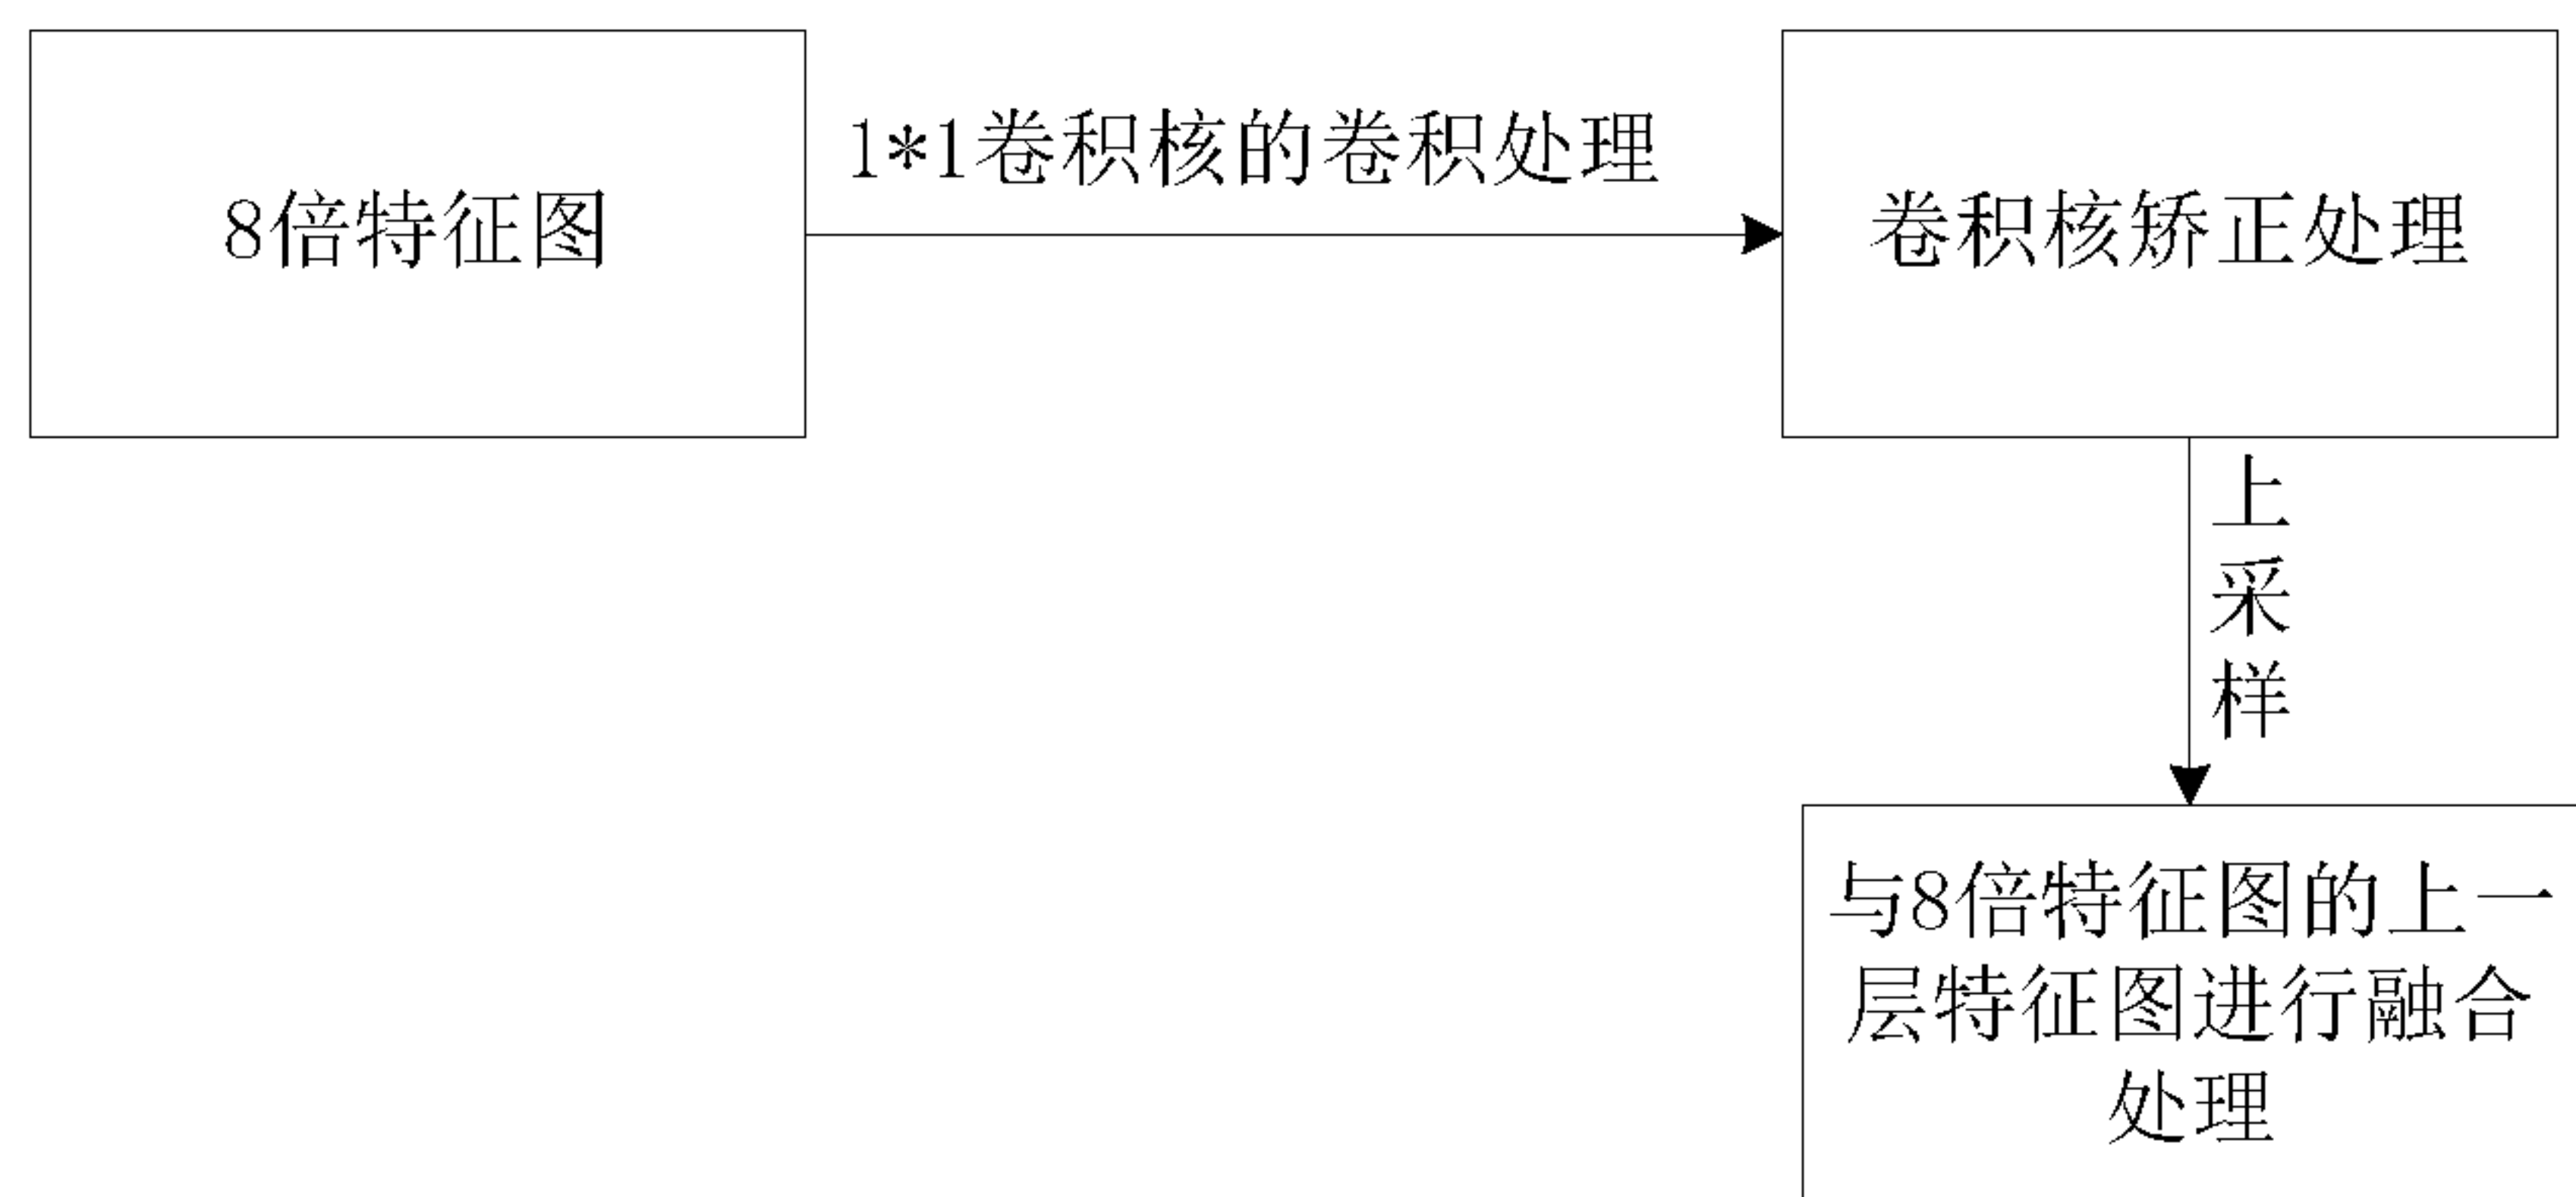 8倍特征图
1*1卷积核的卷积处理
卷积核矫正处理
上
采
样
与8倍特征图的上一
层特征图进行融合
处理